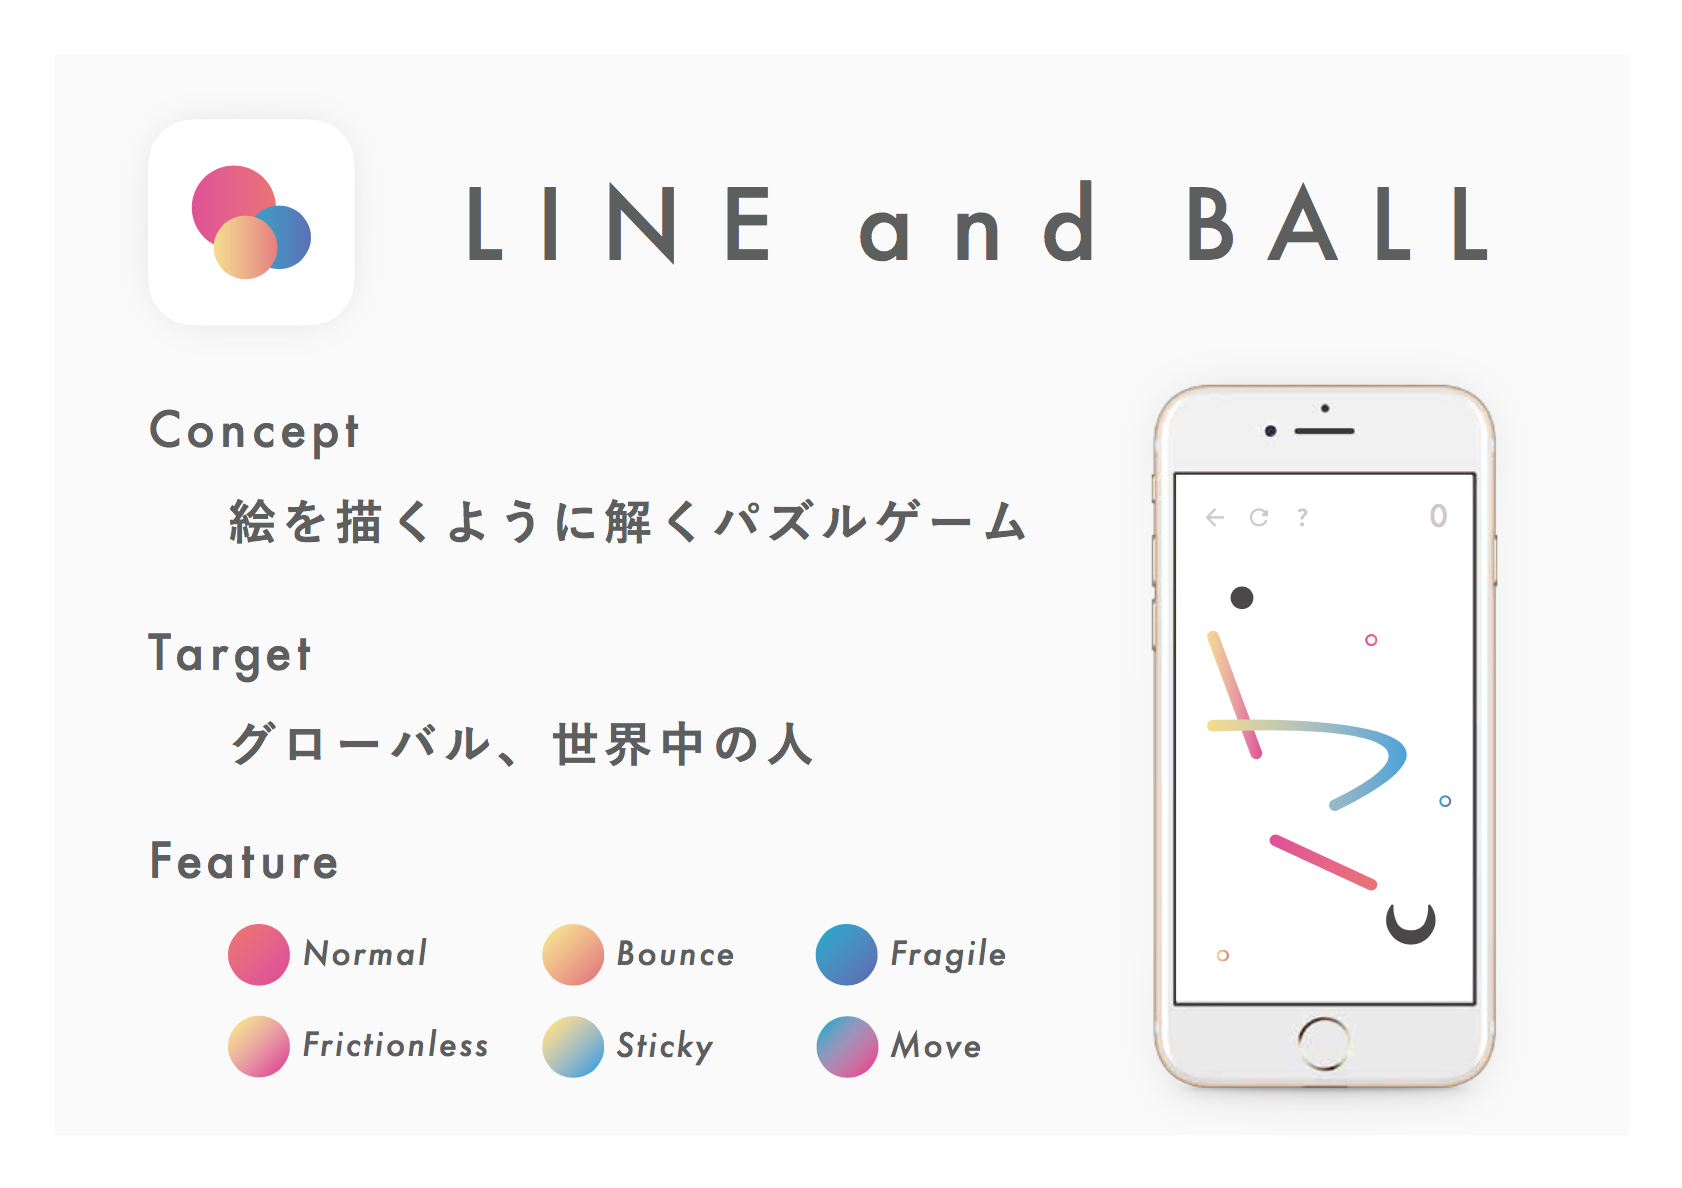 LINE and BALL
Concept
絵を描くように解くパズルゲーム
Target
グローバル、世界中の人
Feature
Normal
Bounce
Fragile
Frictionless
Sticky
Move
? 0